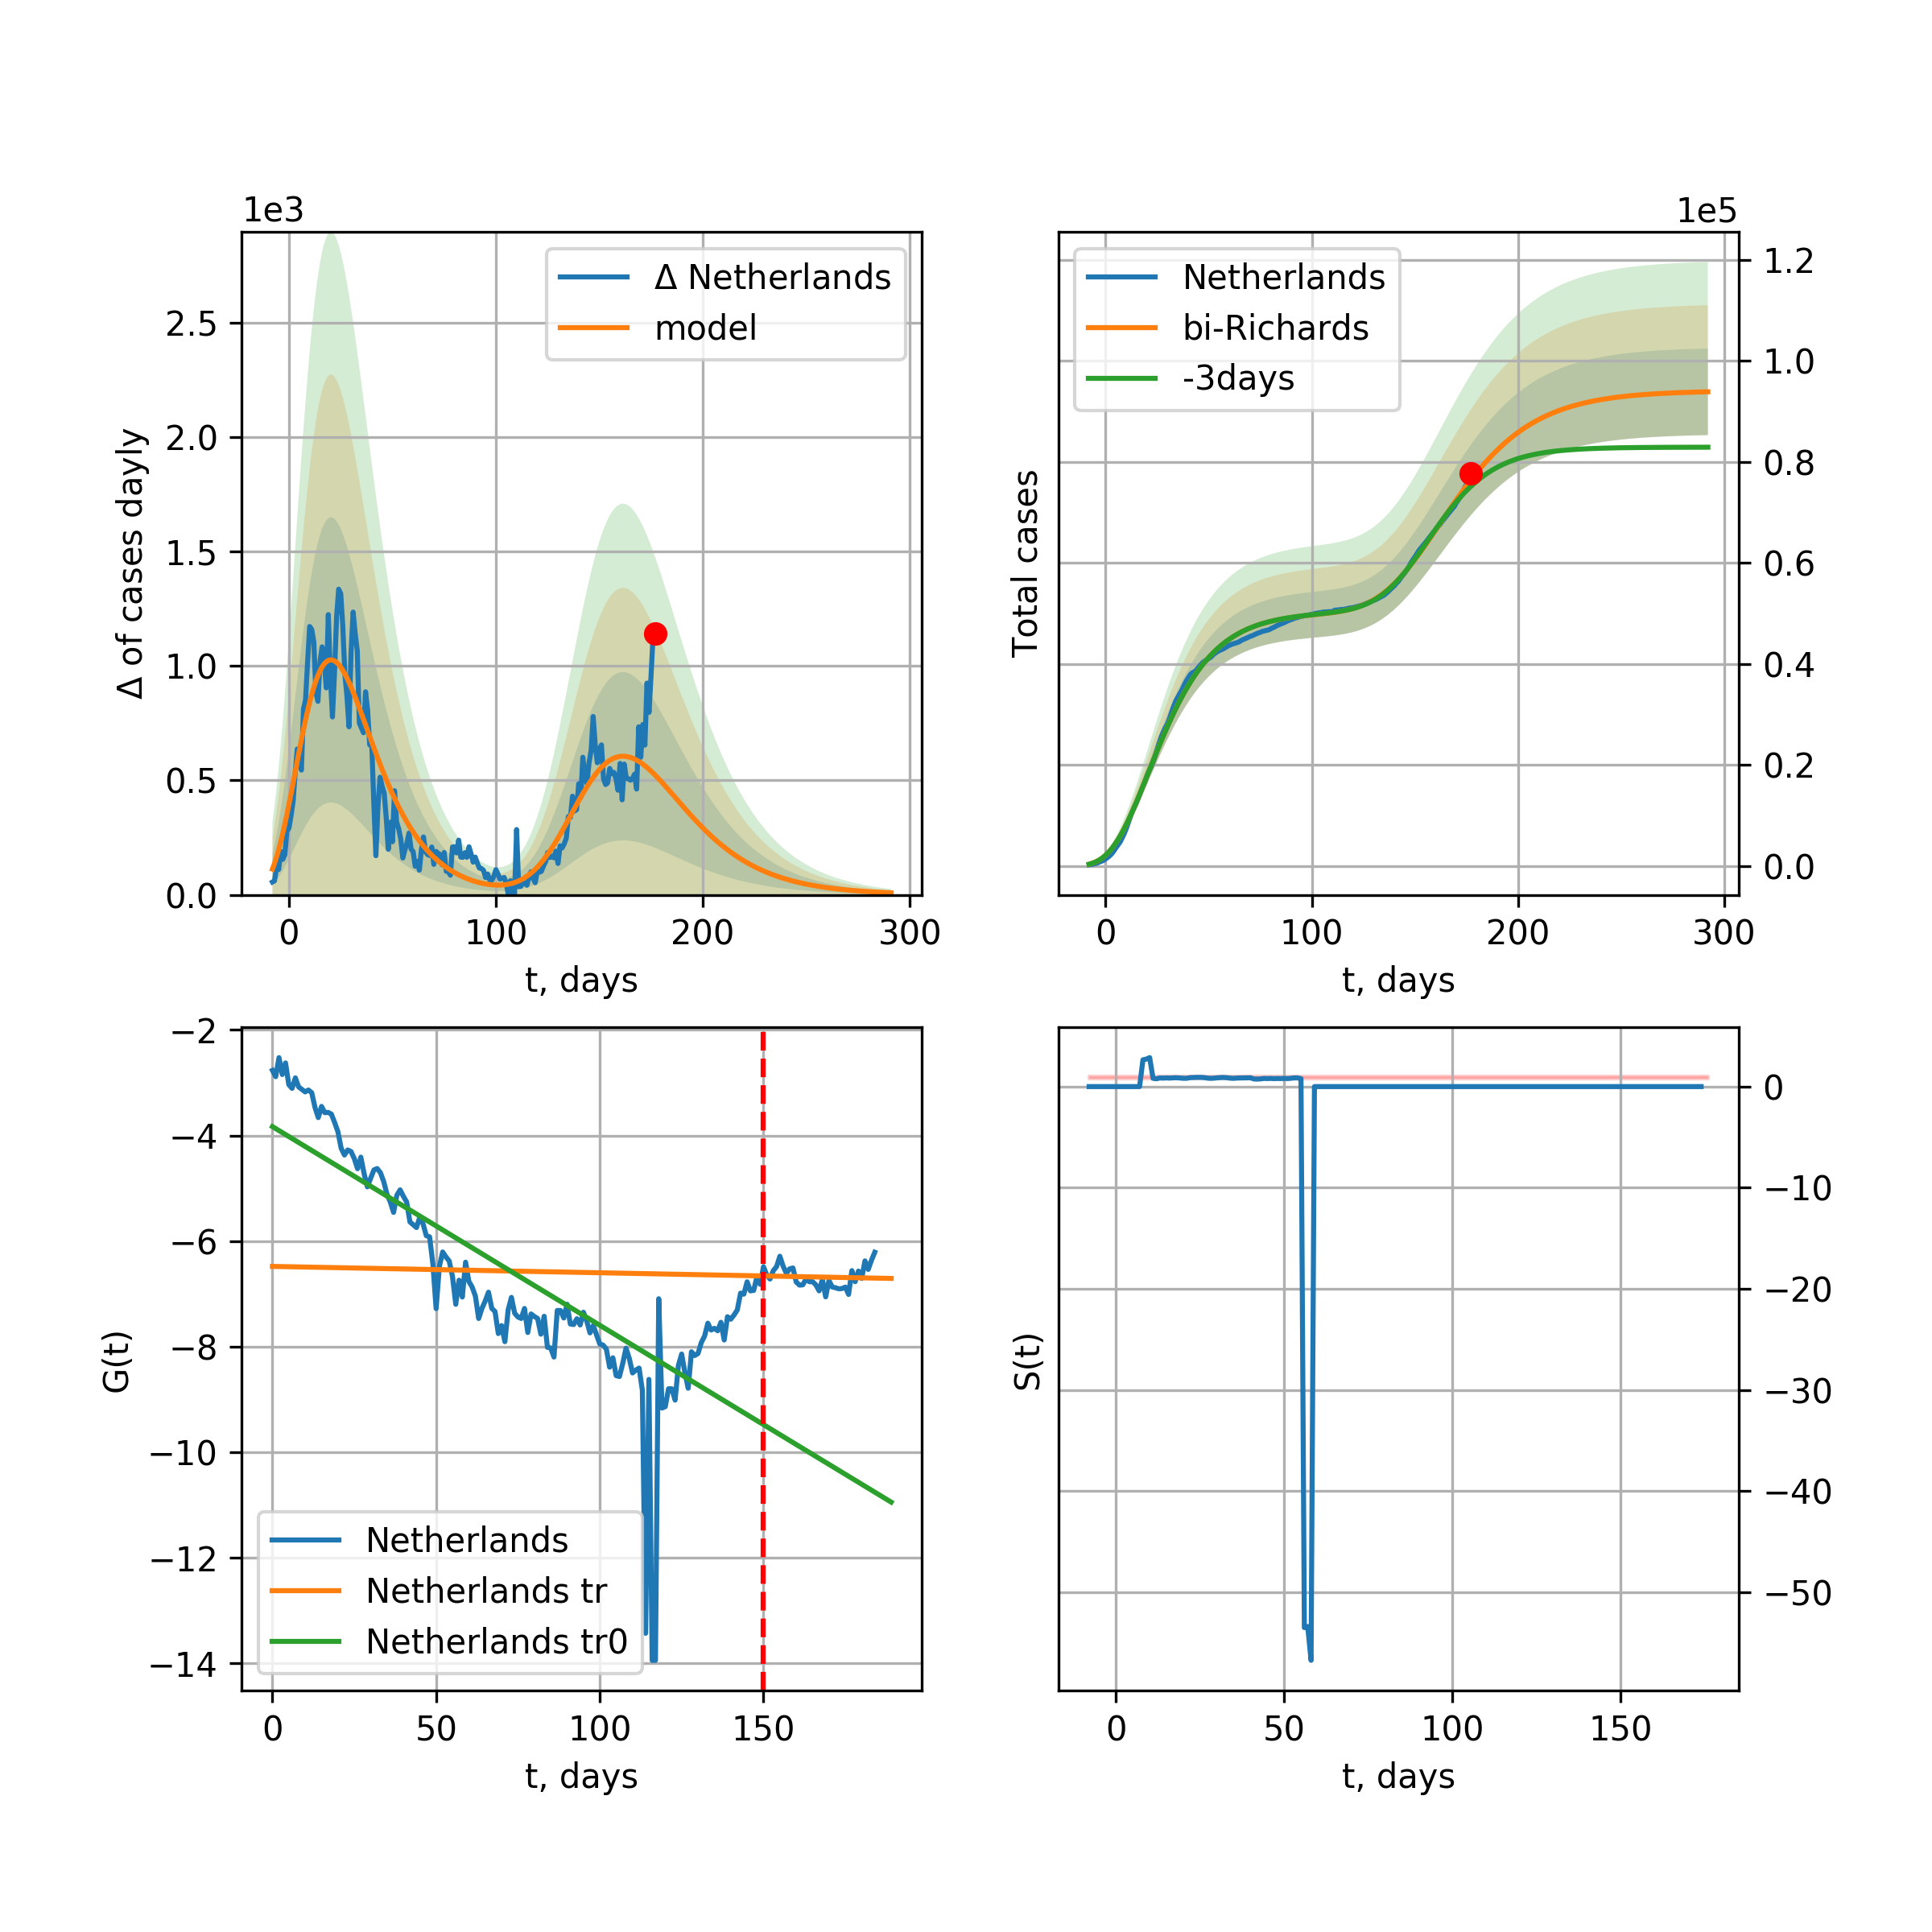 1e3
Δ of cases dayly
2.5
2.0
1.5
1.0
0.5
0.0
Δ Netherlands
model
0 100 200 300
t, days
1e5
Total cases
Netherlands
bi-Richards
-3days
1.2
1.0
0.8
0.6
0.4
0.2
0.0
0 100 200 300
t, days
G(t)
−2
−4
−6
−8
−10
−12
−14
Netherlands
Netherlands tr
Netherlands tr0
0 50 100 150
t, days
S(t)
0
−10
−20
−30
−40
−50
0 50 100 150
t, days